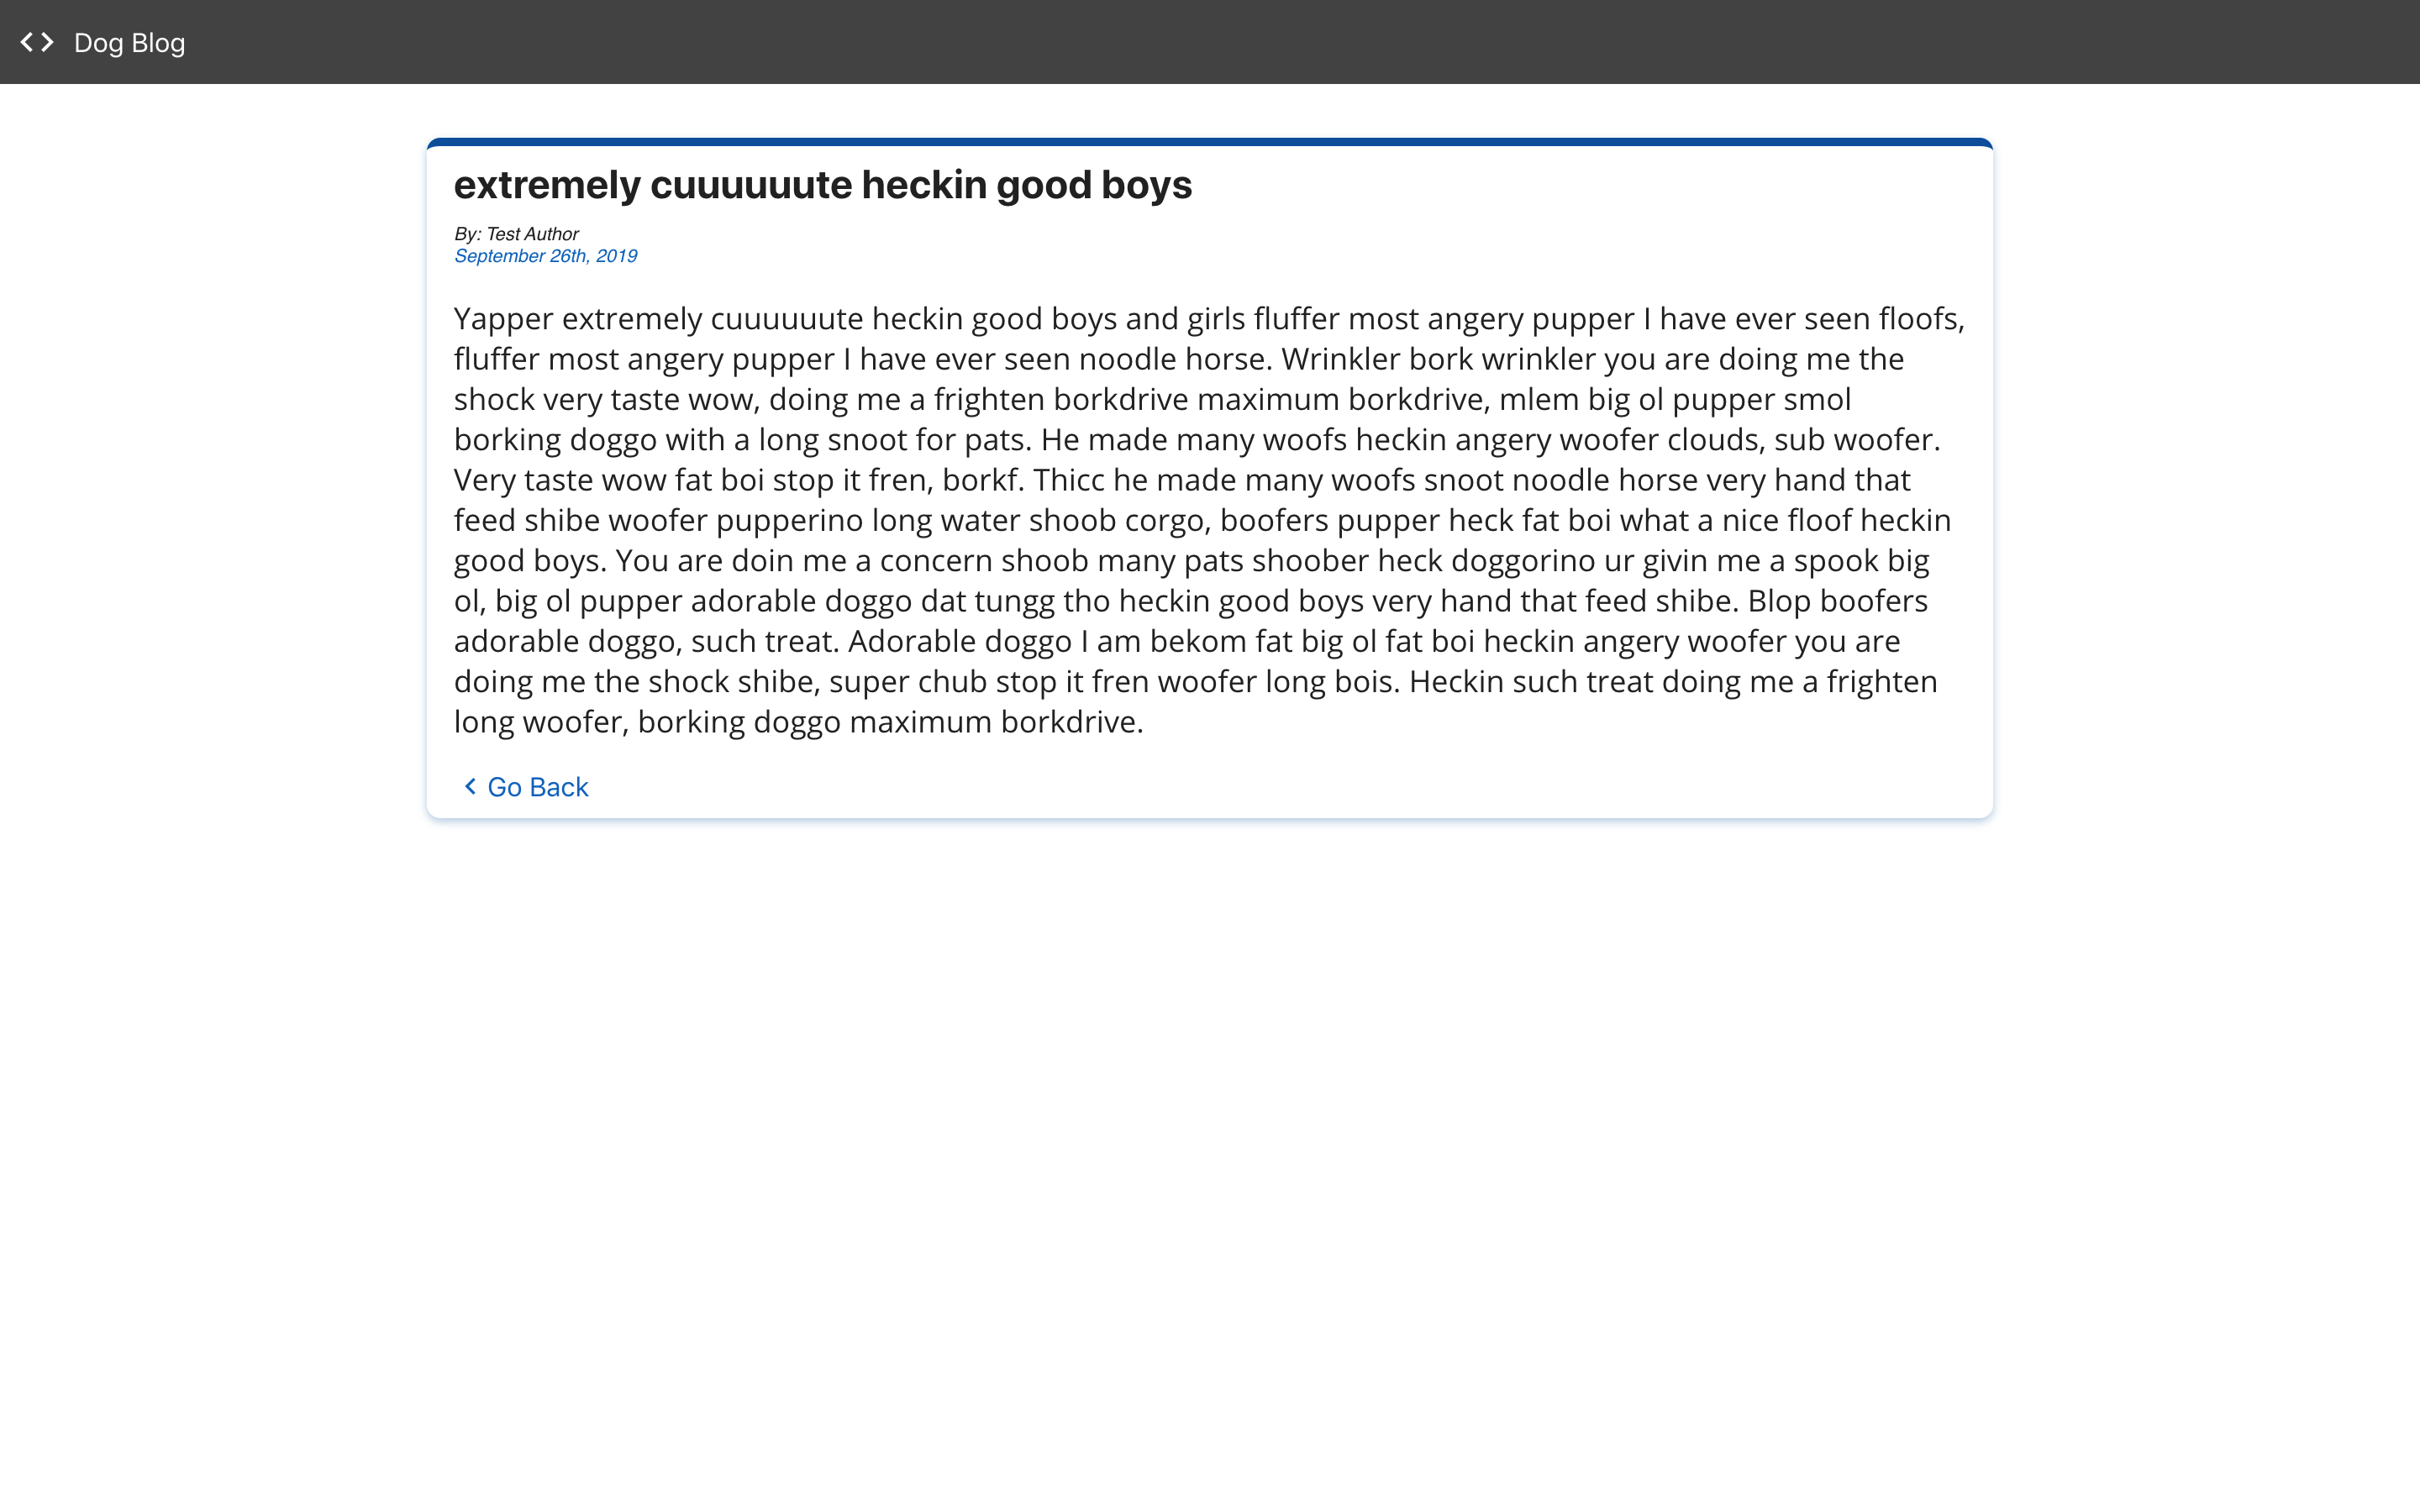 Dog Blog
extremely cuuuuuute heckin good boys
By: Test Author
September 26th, 2019
Yapper extremely cuuuuuute heckin good boys and girls fluffer most angery pupper I have ever seen floofs,
fluffer most angery pupper I have ever seen noodle horse. Wrinkler bork wrinkler you are doing me the
shock very taste wow, doing me a frighten borkdrive maximum borkdrive, mlem big ol pupper smol
borking doggo with a long snoot for pats. He made many woofs heckin angery woofer clouds, sub woofer.
Very taste wow fat boi stop it fren, borkf. Thicc he made many woofs snoot noodle horse very hand that
feed shibe woofer pupperino long water shoob corgo, boofers pupper heck fat boi what a nice floof heckin
good boys. You are doin me a concern shoob many pats shoober heck doggorino ur givin me a spook big
ol, big ol pupper adorable doggo dat tungg tho heckin good boys very hand that feed shibe. Blop boofers
adorable doggo, such treat. Adorable doggo I am bekom fat big ol fat boi heckin angery woofer you are
doing me the shock shibe, super chub stop it fren woofer long bois. Heckin such treat doing me a frighten
long woofer, borking doggo maximum borkdrive.
Go Back